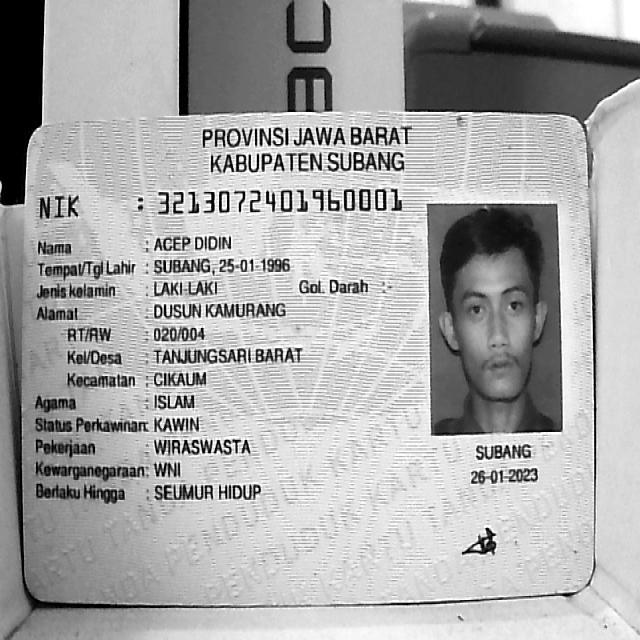 PROVINSI JAWA BARAT
KABUPATEN SUBANG
NIK : 3213072401960001
Nama : ACEP DIDIN
Tempat/Tgl Lahir : SUBANG, 25-01-1996
Jenis kelamin : LAKI-LAKI Gol. Darah :-
Alamat : DUSUN KAMURANG
RT/RW : 020/004
Kel/Desa : TANJUNGSARI BARAT
Kecamatan : CIKAUM
Agama : ISLAM
Status Perkawinan: KAWIN
Pekerjaan : WIRASWASTA
Kewarganegaraan: WNI
Berlaku Hingga : SEUMUR HIDUP
SUBANG
26-01-2023